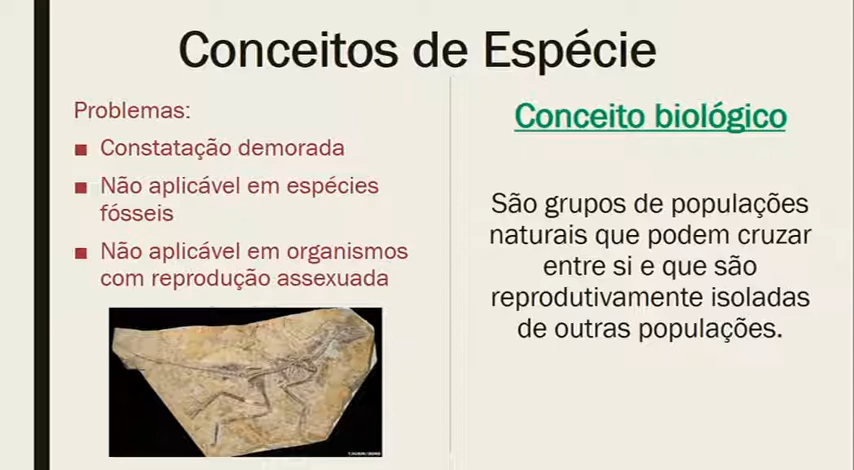 Conceitos de Espécie
Problemas:
Constatação demorada
Não aplicável em espécies
fósseis
Não aplicável em organismos
com reprodução assexuada
Conceito biológico
São grupos de populações
naturais que podem cruzar
entre si e que são
reprodutivamente isoladas
de outras populações.